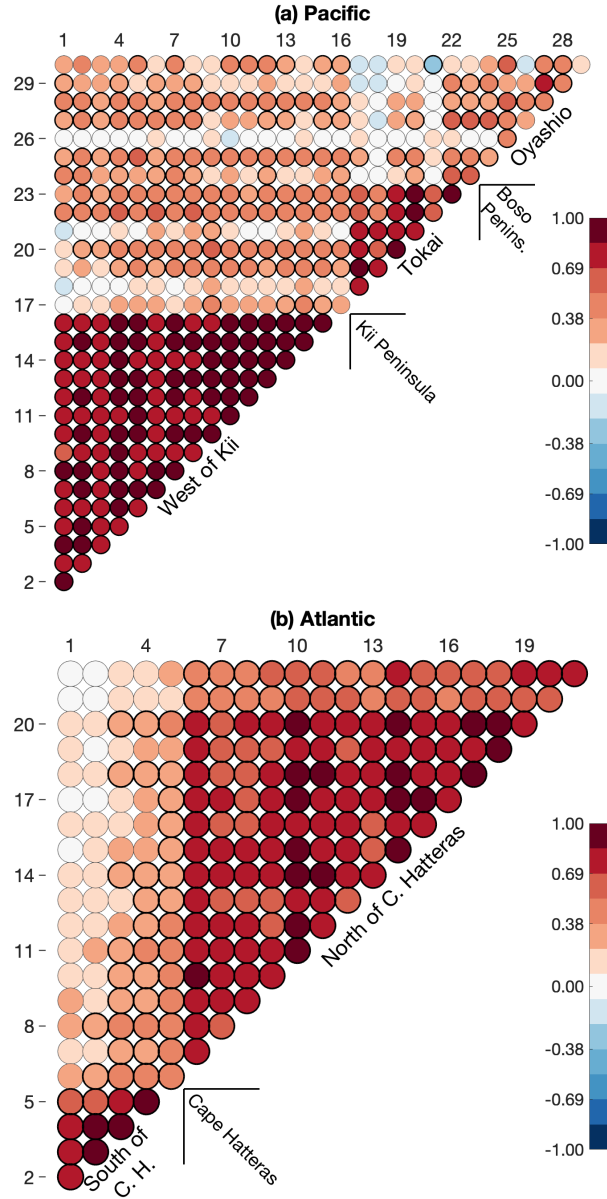 (a) Pacific
1 4 7 10 13 16 19 22 25 28
29
26
23
20
17
14
11
8
5
2
Oyashio
Boso
Penins.
Tokai
Kii Peninsula
West of Kii
1.00
0.69
0.38
0.00
-0.38
-0.69
-1.00
(b) Atlantic
1 4 7 10 13 16 19
20
17
14
11
8
5
2
North of C. Hatteras
Cape Hatteras
South of
C. H.
1.00
0.69
0.38
0.00
-0.38
-0.69
-1.00